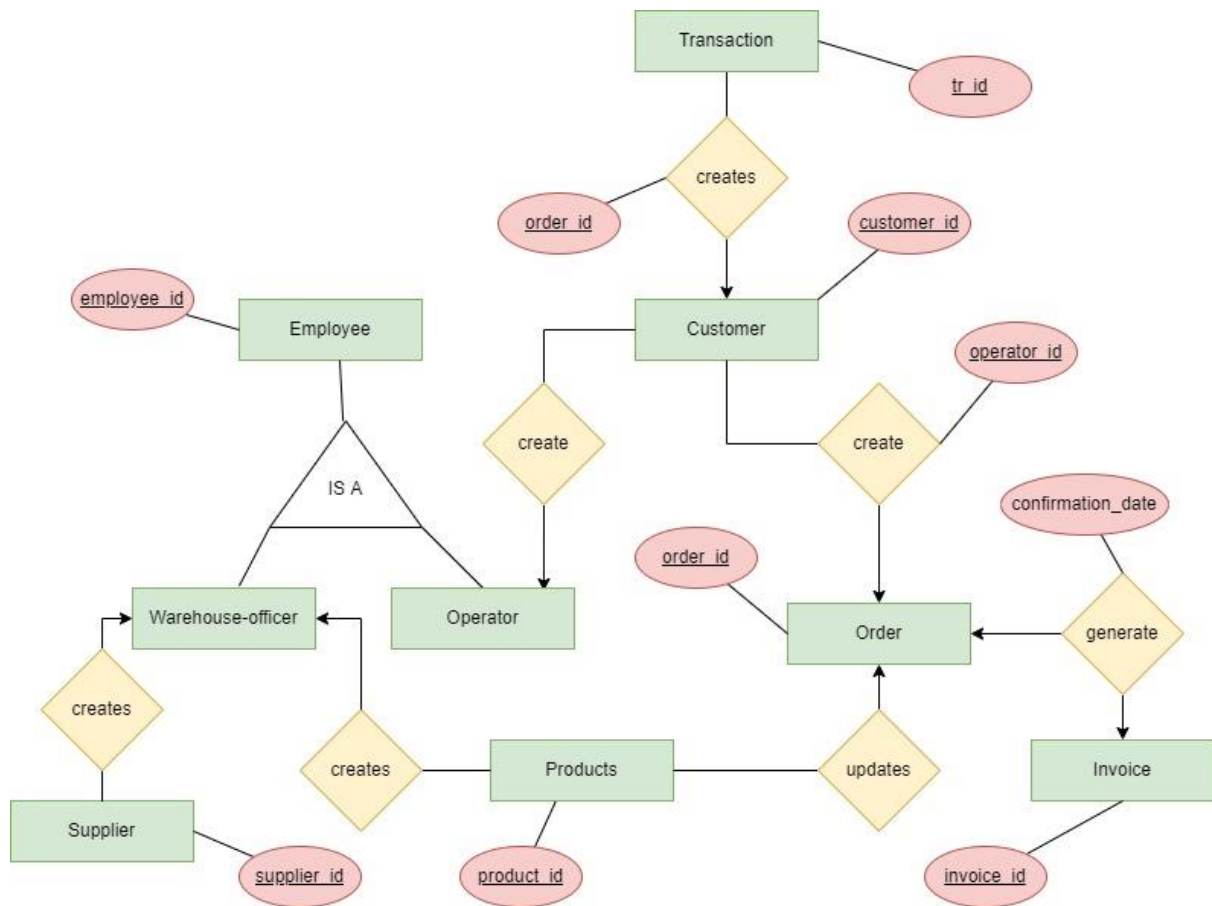 Transaction
tr_id
creates
order_id
customer_id
employee_id
Employee
Customer
operator_id
create
create
IS A
confirmation_date
order_id
Warehouse-officer
Operator
Order
generate
creates
creates
Products
updates
Invoice
Supplier
supplier_id
product_id
invoice_id